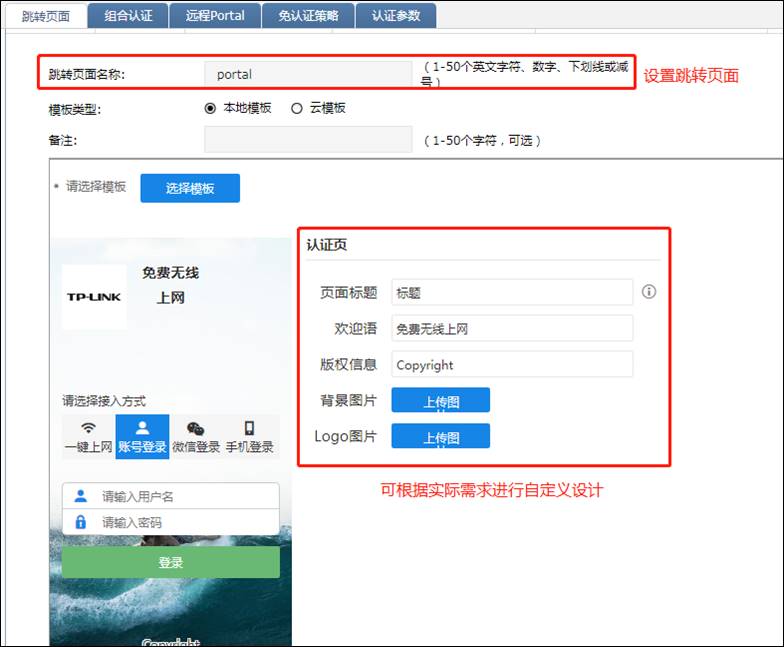 跳转页面 组合认证 远程Portal 免认证策略 认证参数
跳转页面名称: portal (1-50个英文字符、数字、下划线或减
号) 设置跳转页面
模板类型: 本地模板 云模板
备注: (1-50个字符,可选)
* 请选择模板 选择模板
认证页
免费无线
上网
TP-LINK
页面标题 标题
欢迎语 免费无线上网
版权信息 Copyright
背景图片 上传图
Logo图片 上传图
请选择接入方式
一键上网 账号登录 微信登录 手机登录
可根据实际需求进行自定义设计
请输入用户名
请输入密码
登录
Copyright